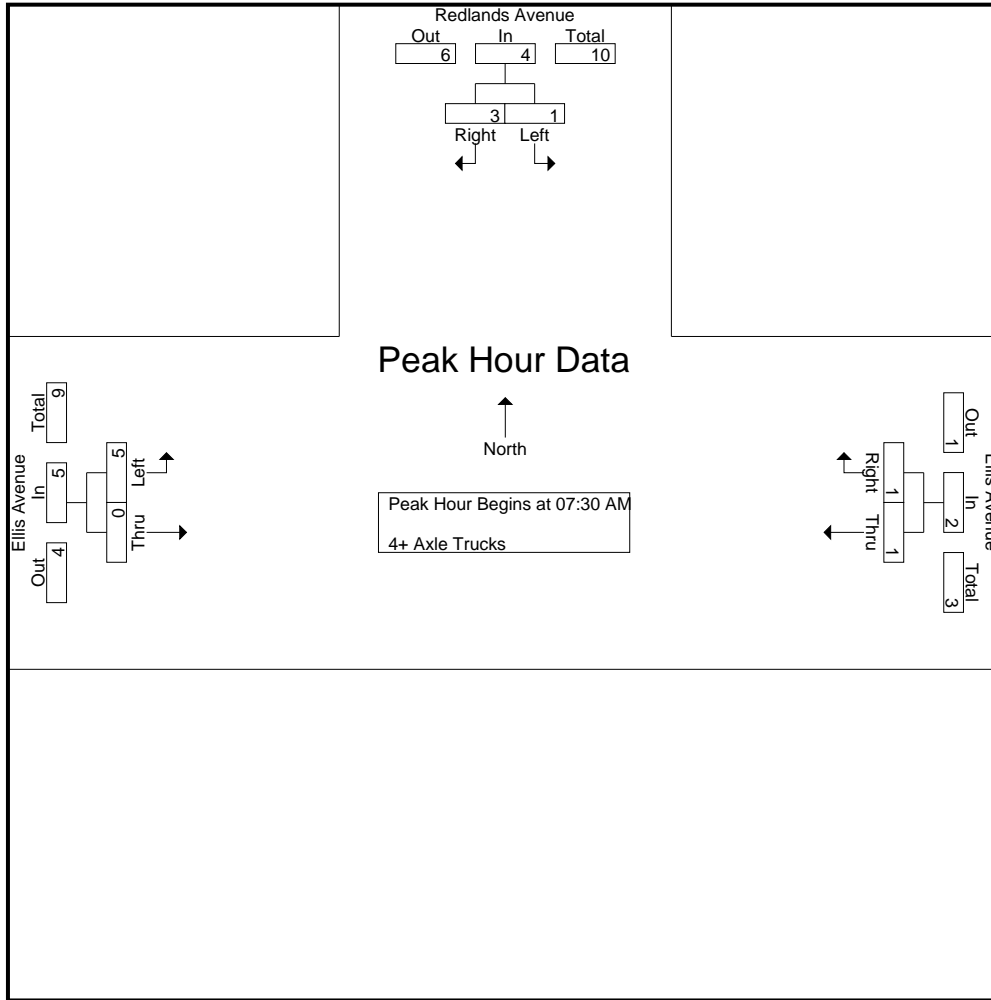 Redlands Avenue
Out In Total
6 4 10
3 1
Right Left
Peak Hour Data
North
Peak Hour Begins at 07:30 AM
4+ Axle Trucks
Ellis Avenue
Out In Total
4 5 9
0 5
Thru Left
Ellis Avenue
Out In Total
1 2 3
1 1
Right Thru